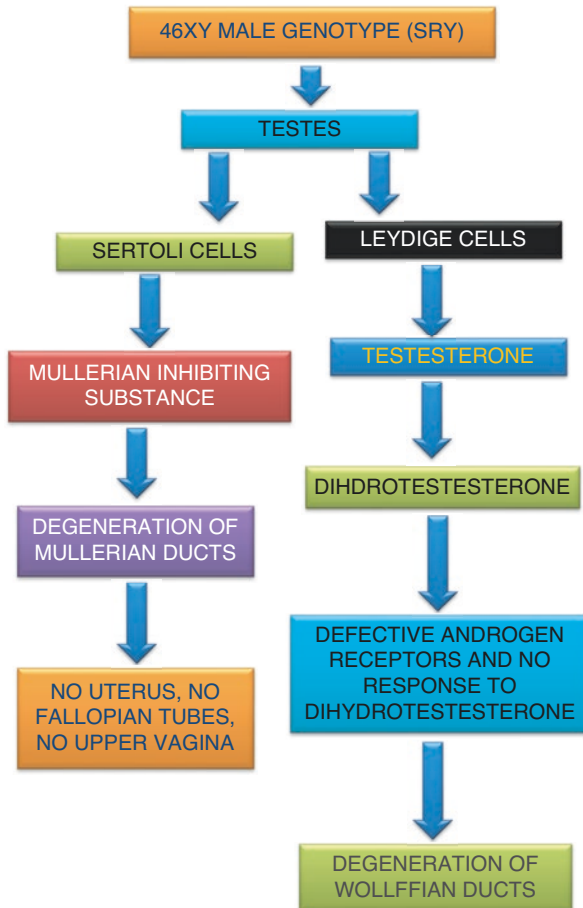 46XY MALE GENOTYPE (SRY)
TESTES
SERTOLI CELLS
LEYDIGE CELLS
MULLERIAN INHIBITING
SUBSTANCE
TESTESTERONE
DEGENERATION OF
MULLERIAN DUCTS
DIHDROTESTESTERONE
NO UTERUS, NO
FALLOPIAN TUBES,
NO UPPER VAGINA
DEFECTIVE ANDROGEN
RECEPTORS AND NO
RESPONSE TO
DIHYDROTESTESTERONE
DEGENERATION OF
WOLLFFIAN DUCTS